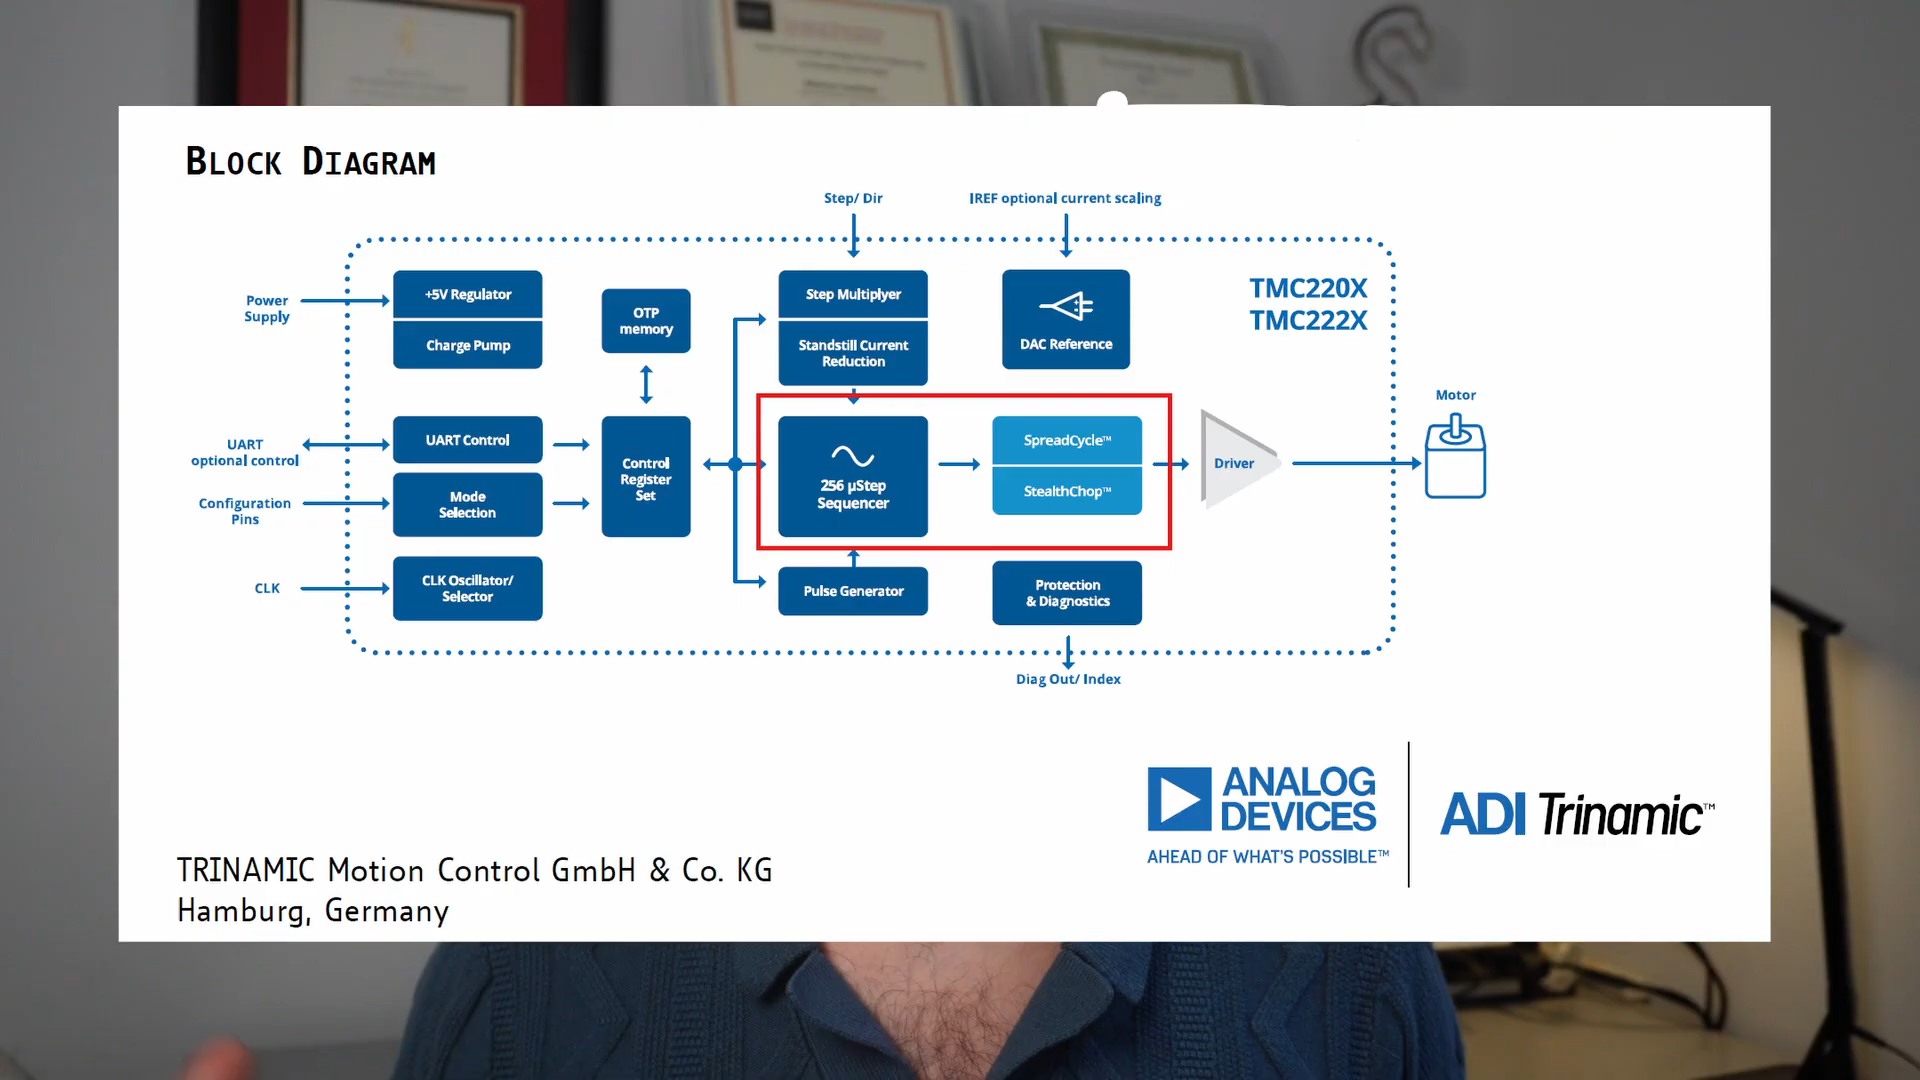 BLOCK DIAGRAM
Step/ Dir
IREF optional current scaling
TMC220X
TMC222X
Power
Supply
+5V Regulator
Charge Pump
OTP
memory
Step Multiplyer
Standstill Current
Reduction
DAC Reference
Motor
UART
optional control
UART Control
Configuration
Pins
Mode
Selection
Control
Register
Set
256 µStep
Sequencer
SpreadCycle™
StealthChop™
Driver
CLK
CLK Oscillator/
Selector
Pulse Generator
Protection
& Diagnostics
Diag Out/ Index
ANALOG
DEVICES
AHEAD OF WHAT'S POSSIBLE™
ADI Trinamic™
TRINAMIC Motion Control GmbH & Co. KG
Hamburg, Germany